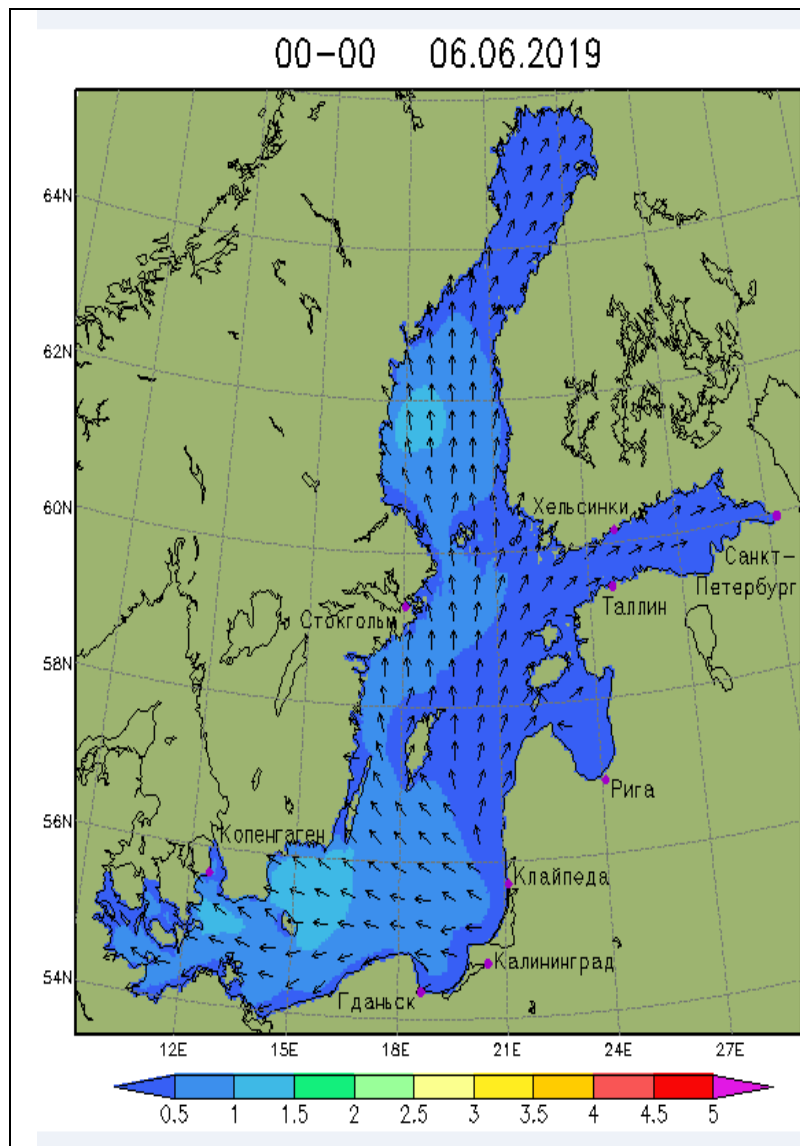 00-00 06.06.2019
64N
62N
60N
58N
56N
54N
Хельсинки
Санкт-
Петербург
Таллин
Стокгольм
Рига
Копенгаген
Клайпеда
Калининград
Гданьск
12E 15E 18E 21E 24E 27E
0.5 1 1.5 2 2.5 3 3.5 4 4.5 5